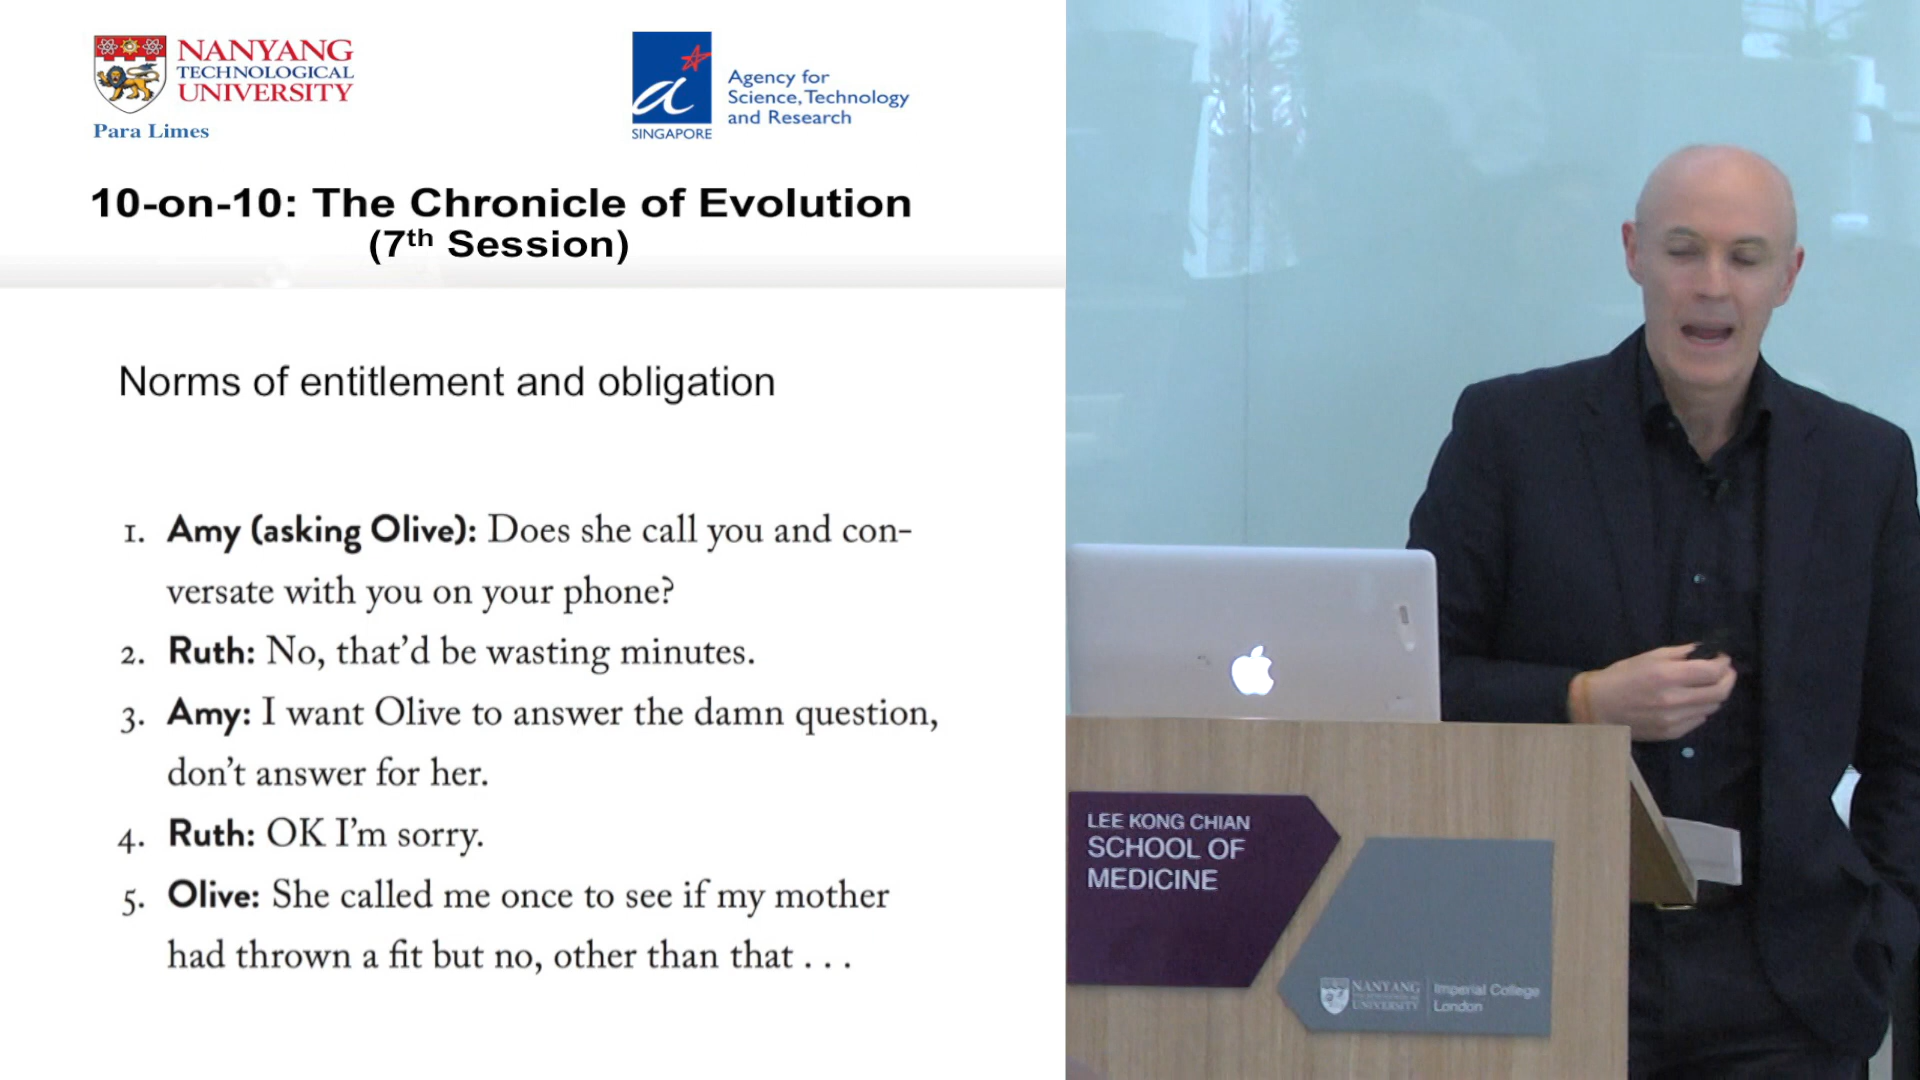 NANYANG
TECHNOLOGICAL
UNIVERSITY
Para Limes
a
SINGAPORE
Agency for
Science, Technology
and Research
10-on-10: The Chronicle of Evolution
(7th Session)
Norms of entitlement and obligation
1. Amy (asking Olive): Does she call you and con-
versate with you on your phone?
2. Ruth: No, that’d be wasting minutes.
3. Amy: I want Olive to answer the damn question,
don’t answer for her.
4. Ruth: OK I’m sorry.
5. Olive: She called me once to see if my mother
had thrown a fit but no, other than that . . .
LEE KONG CHIAN
SCHOOL OF
MEDICINE
NANYANG
TECHNOLOGICAL
UNIVERSITY
Imperial College
London